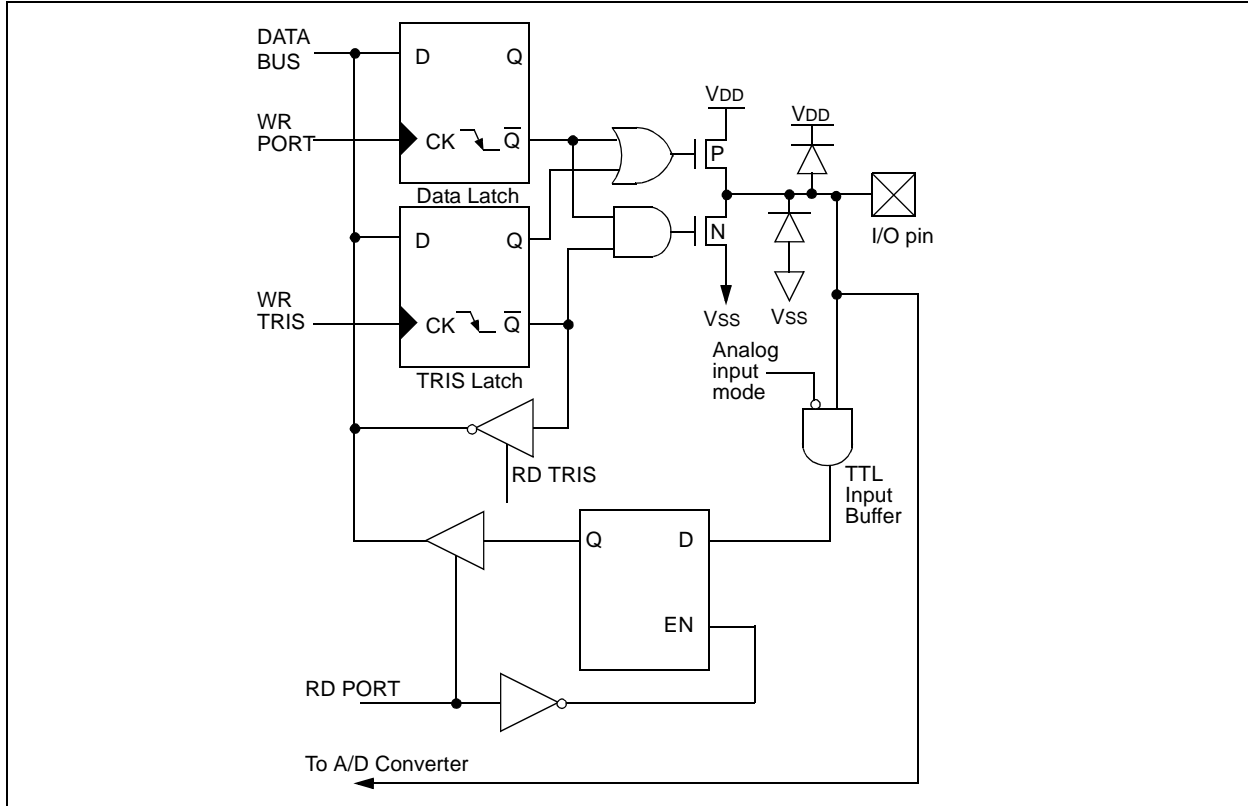 DATA
BUS
D
Q
WR
PORT
CK
Q
Data Latch
VDD
P
VDD
N
I/O pin
D
Q
WR
TRIS
CK
Q
TRIS Latch
VSS
VSS
Analog
input
mode
RD TRIS
TTL
Input
Buffer
Q
D
EN
RD PORT
To A/D Converter